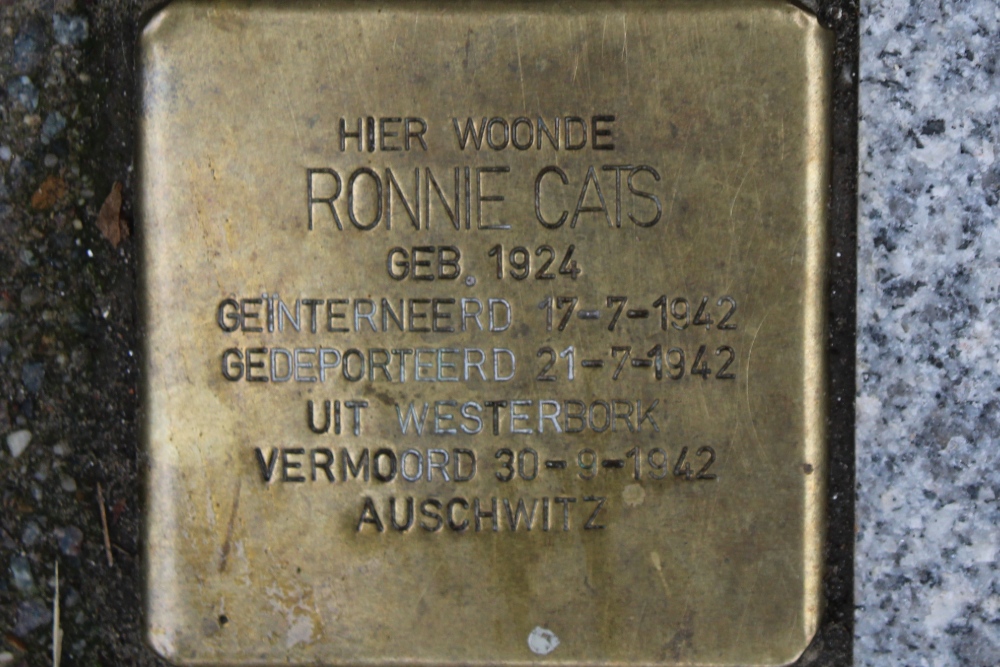 HIER WOONDE
RONNIE CATS
GEB. 1924
GEÏNTERNEERD 17-7-1942
GEDEPORTEERD 21-7-1942
UIT WESTERBORK
VERMOORD 30-9-1942
AUSCHWITZ